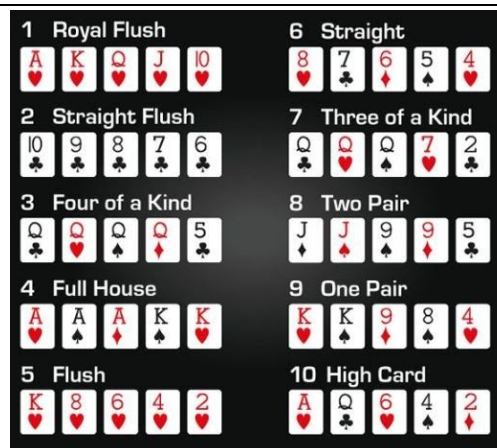 1 Royal Flush
A K Q J 10
2 Straight Flush
10 9 8 7 6
3 Four of a Kind
Q Q Q Q 5
4 Full House
A A A K K
5 Flush
K 8 6 4 2
6 Straight
8 7 6 5 4
7 Three of a Kind
Q Q Q 7 2
8 Two Pair
J J 9 9 5
9 One Pair
K K 9 8 4
10 High Card
A Q 6 4 2